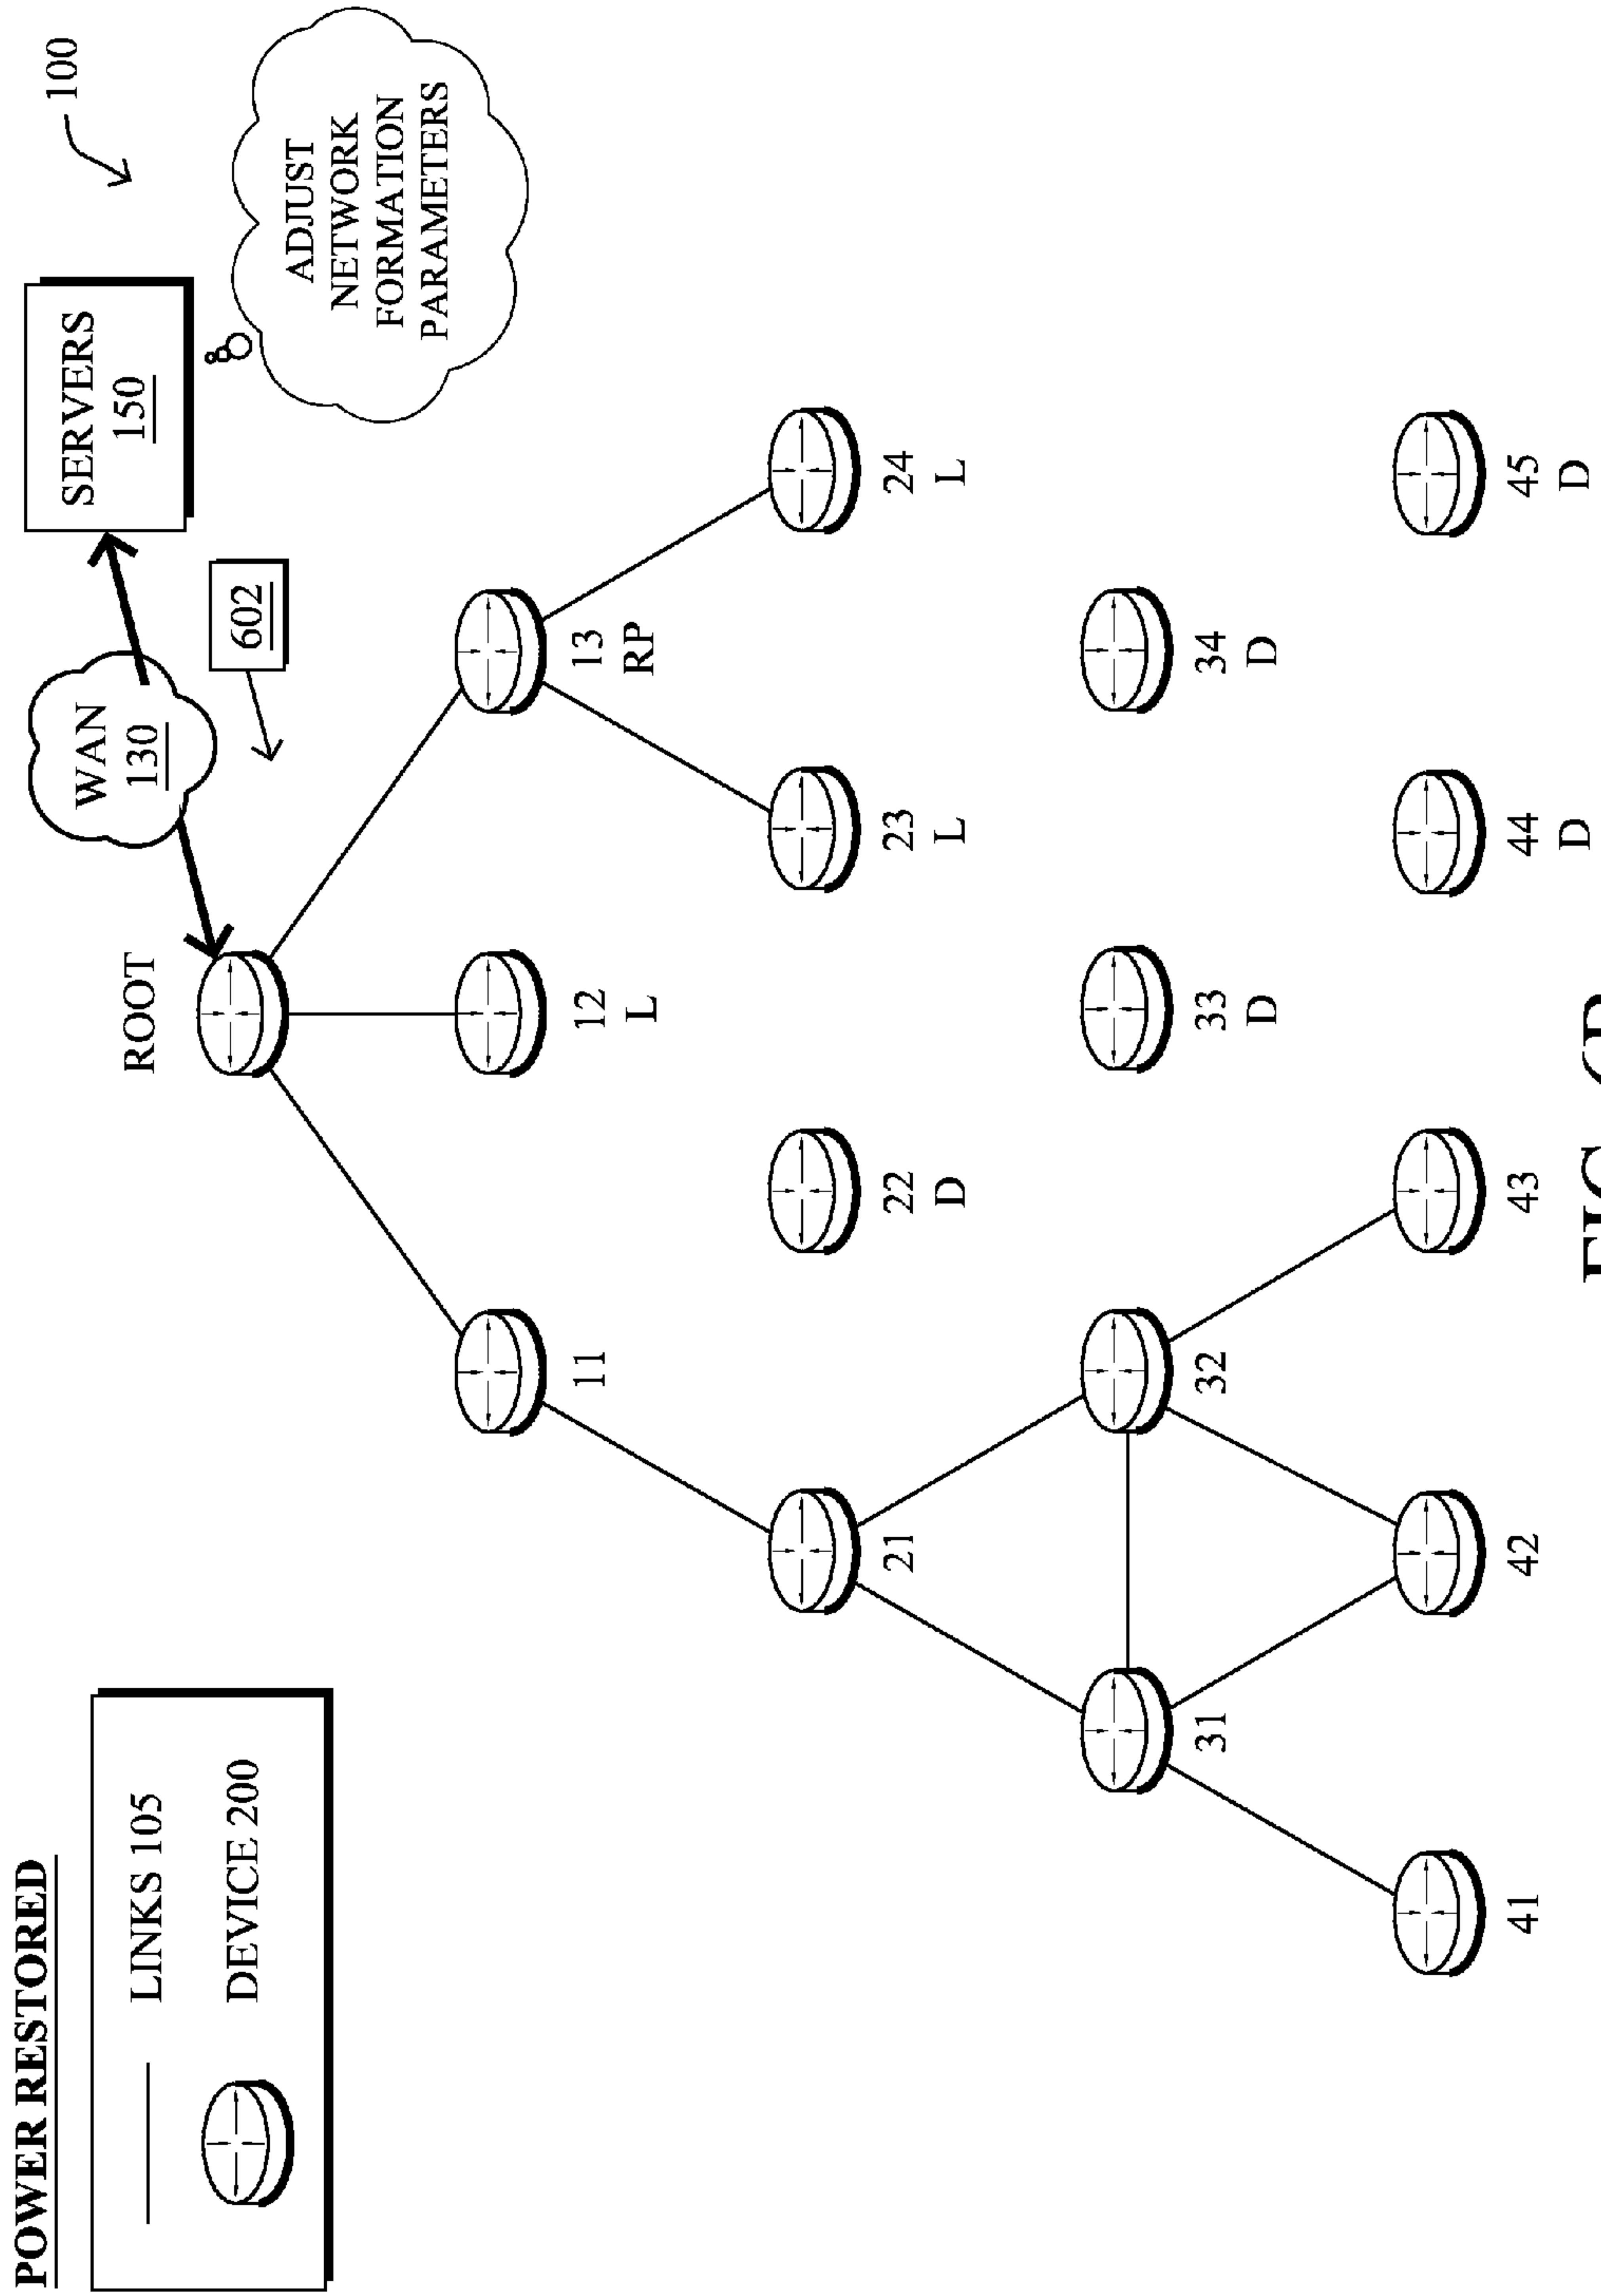 POWER RESTORED
LINKS 105
DEVICE 200
100
SERVERS
150
WAN
130
602
ADJUST
NETWORK
FORMATION
PARAMETERS
ROOT
11
12
L
13
RP
21
22
D
23
L
24
L
31
32
33
D
34
D
41
42
43
44
D
45
D
FIG.